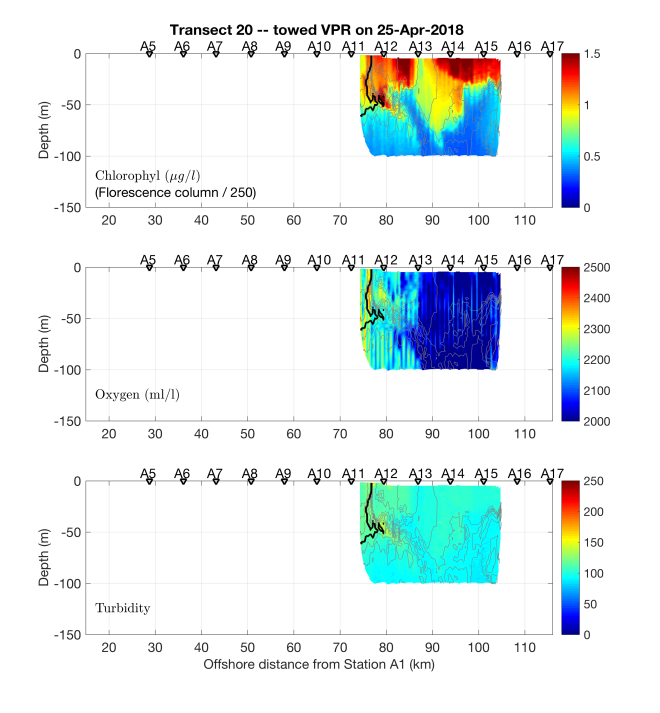 Transect 20 -- towed VPR on 25-Apr-2018
A5 A6 A7 A8 A9 A10 A11 A12 A13 A14 A15 A16 A17
0
-50
-100
-150
Depth (m)
Chlorophyl (μg/l)
(Florescence column / 250)
20 30 40 50 60 70 80 90 100 110
1.5
1
0.5
0
A5 A6 A7 A8 A9 A10 A11 A12 A13 A14 A15 A16 A17
0
-50
-100
-150
Depth (m)
Oxygen (ml/l)
20 30 40 50 60 70 80 90 100 110
2500
2400
2300
2200
2100
2000
A5 A6 A7 A8 A9 A10 A11 A12 A13 A14 A15 A16 A17
0
-50
-100
-150
Depth (m)
Turbidity
20 30 40 50 60 70 80 90 100 110
Offshore distance from Station A1 (km)
250
200
150
100
50
0